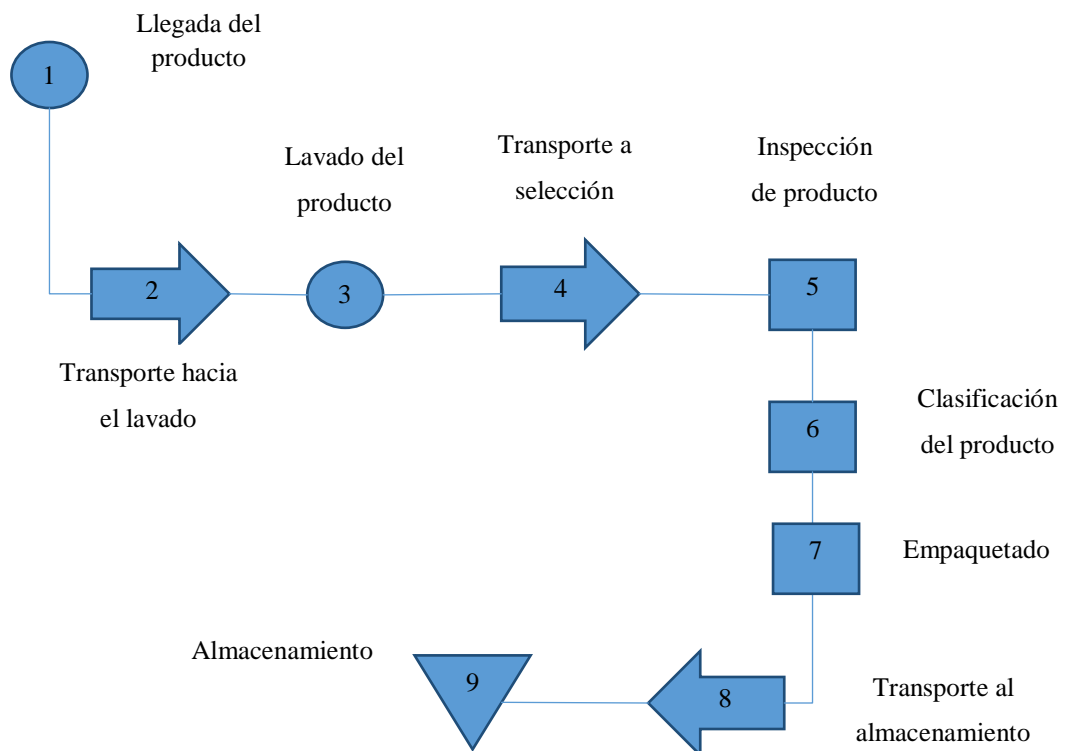 Llegada del
producto
1
Transporte a
selección
Inspección
de producto
Lavado del
producto
2
3
4
5
Transporte hacia
el lavado
Clasificación
del producto
6
7
Empaquetado
Almacenamiento
9
8
Transporte al
almacenamiento